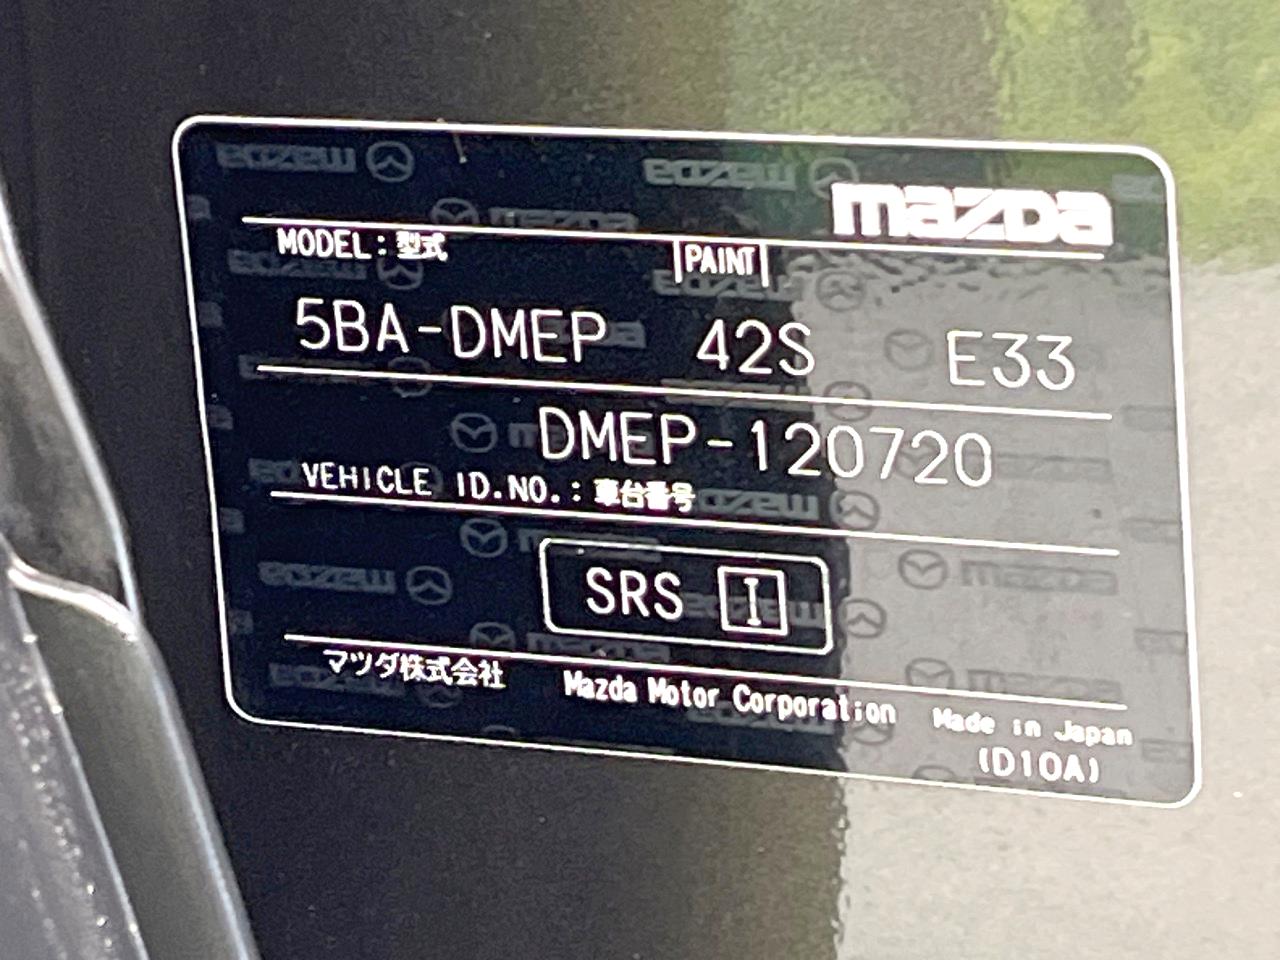 mazda
MODEL:型式 PAINT
5BA-DMEP 42S E33
DMEP-120720
VEHICLE ID.NO.:車台番号
SRS I
マツダ株式会社 Mazda Motor Corporation Made in Japan
(D10A)